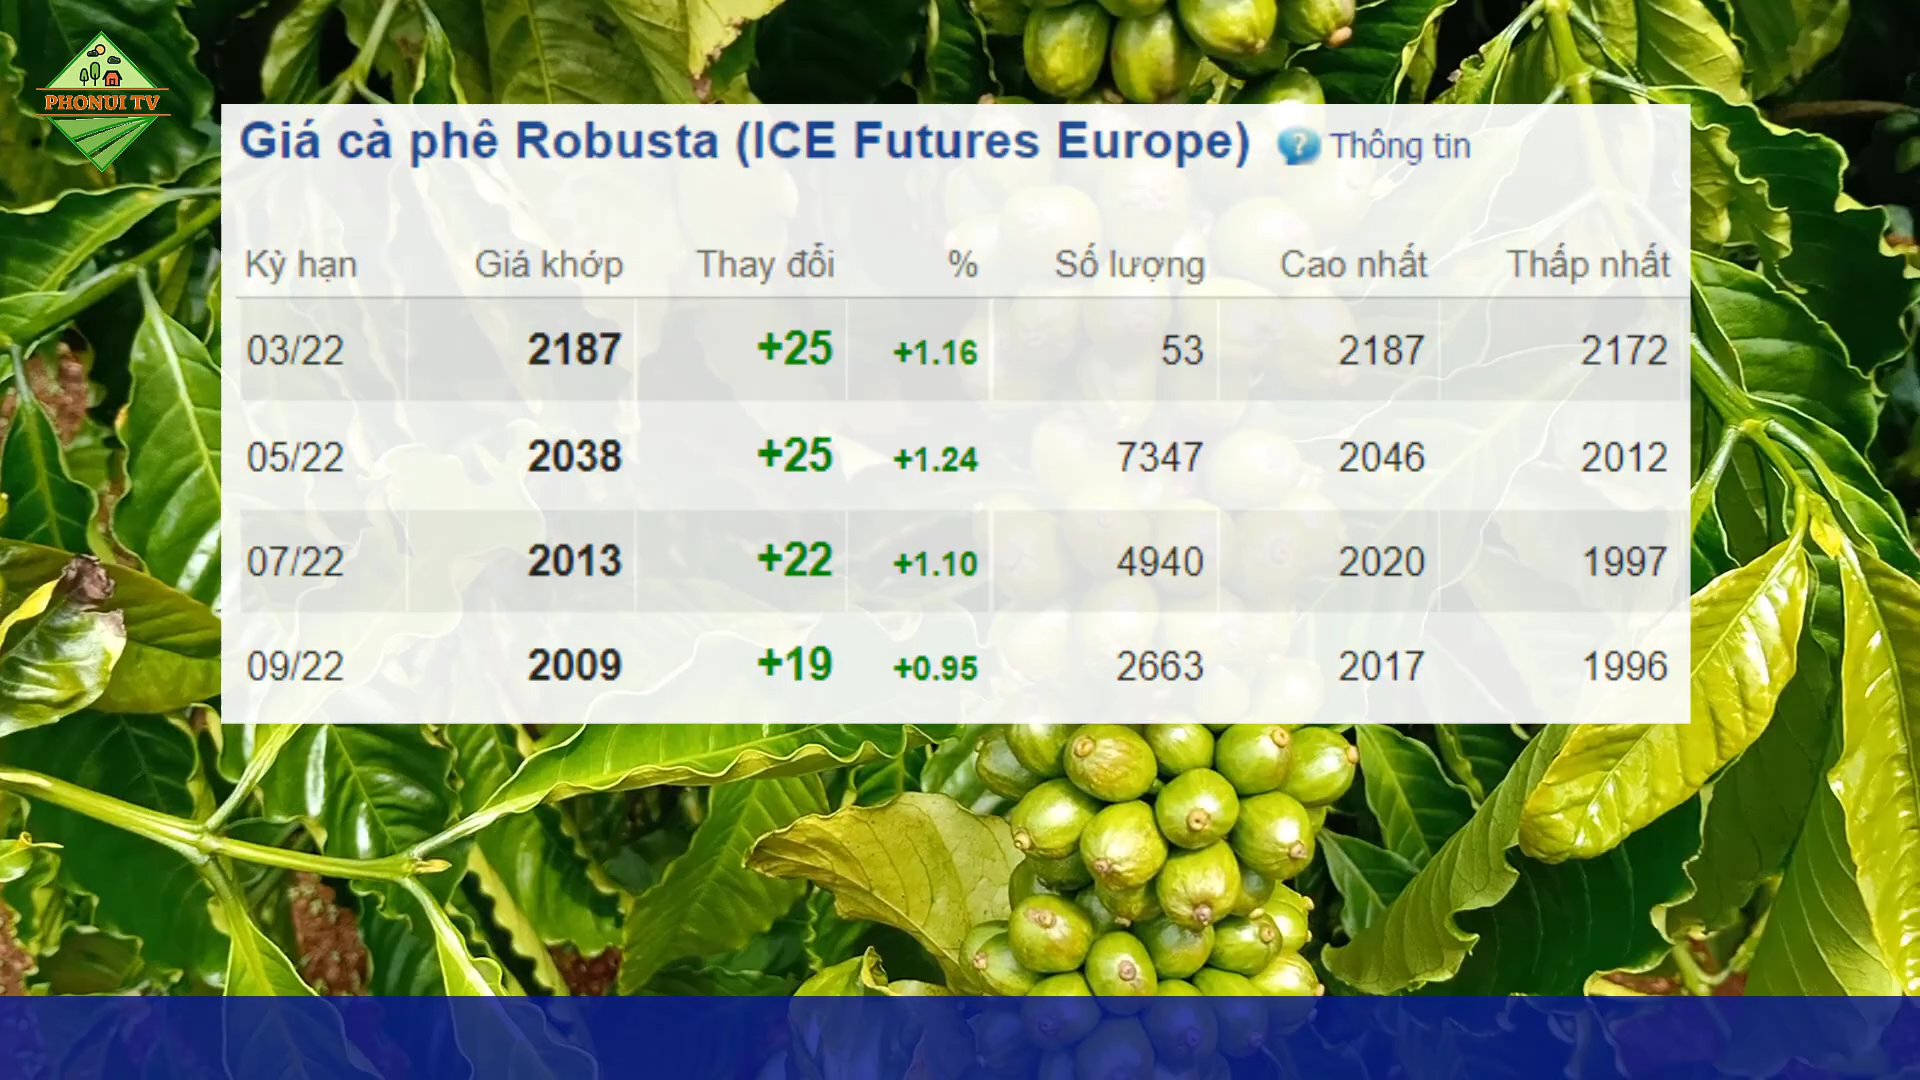 PHONUI TV
Giá cà phê Robusta (ICE Futures Europe) ? Thông tin
Kỳ hạn Giá khớp Thay đổi % Số lượng Cao nhất Thấp nhất
03/22 2187 +25 +1.16 53 2187 2172
05/22 2038 +25 +1.24 7347 2046 2012
07/22 2013 +22 +1.10 4940 2020 1997
09/22 2009 +19 +0.95 2663 2017 1996